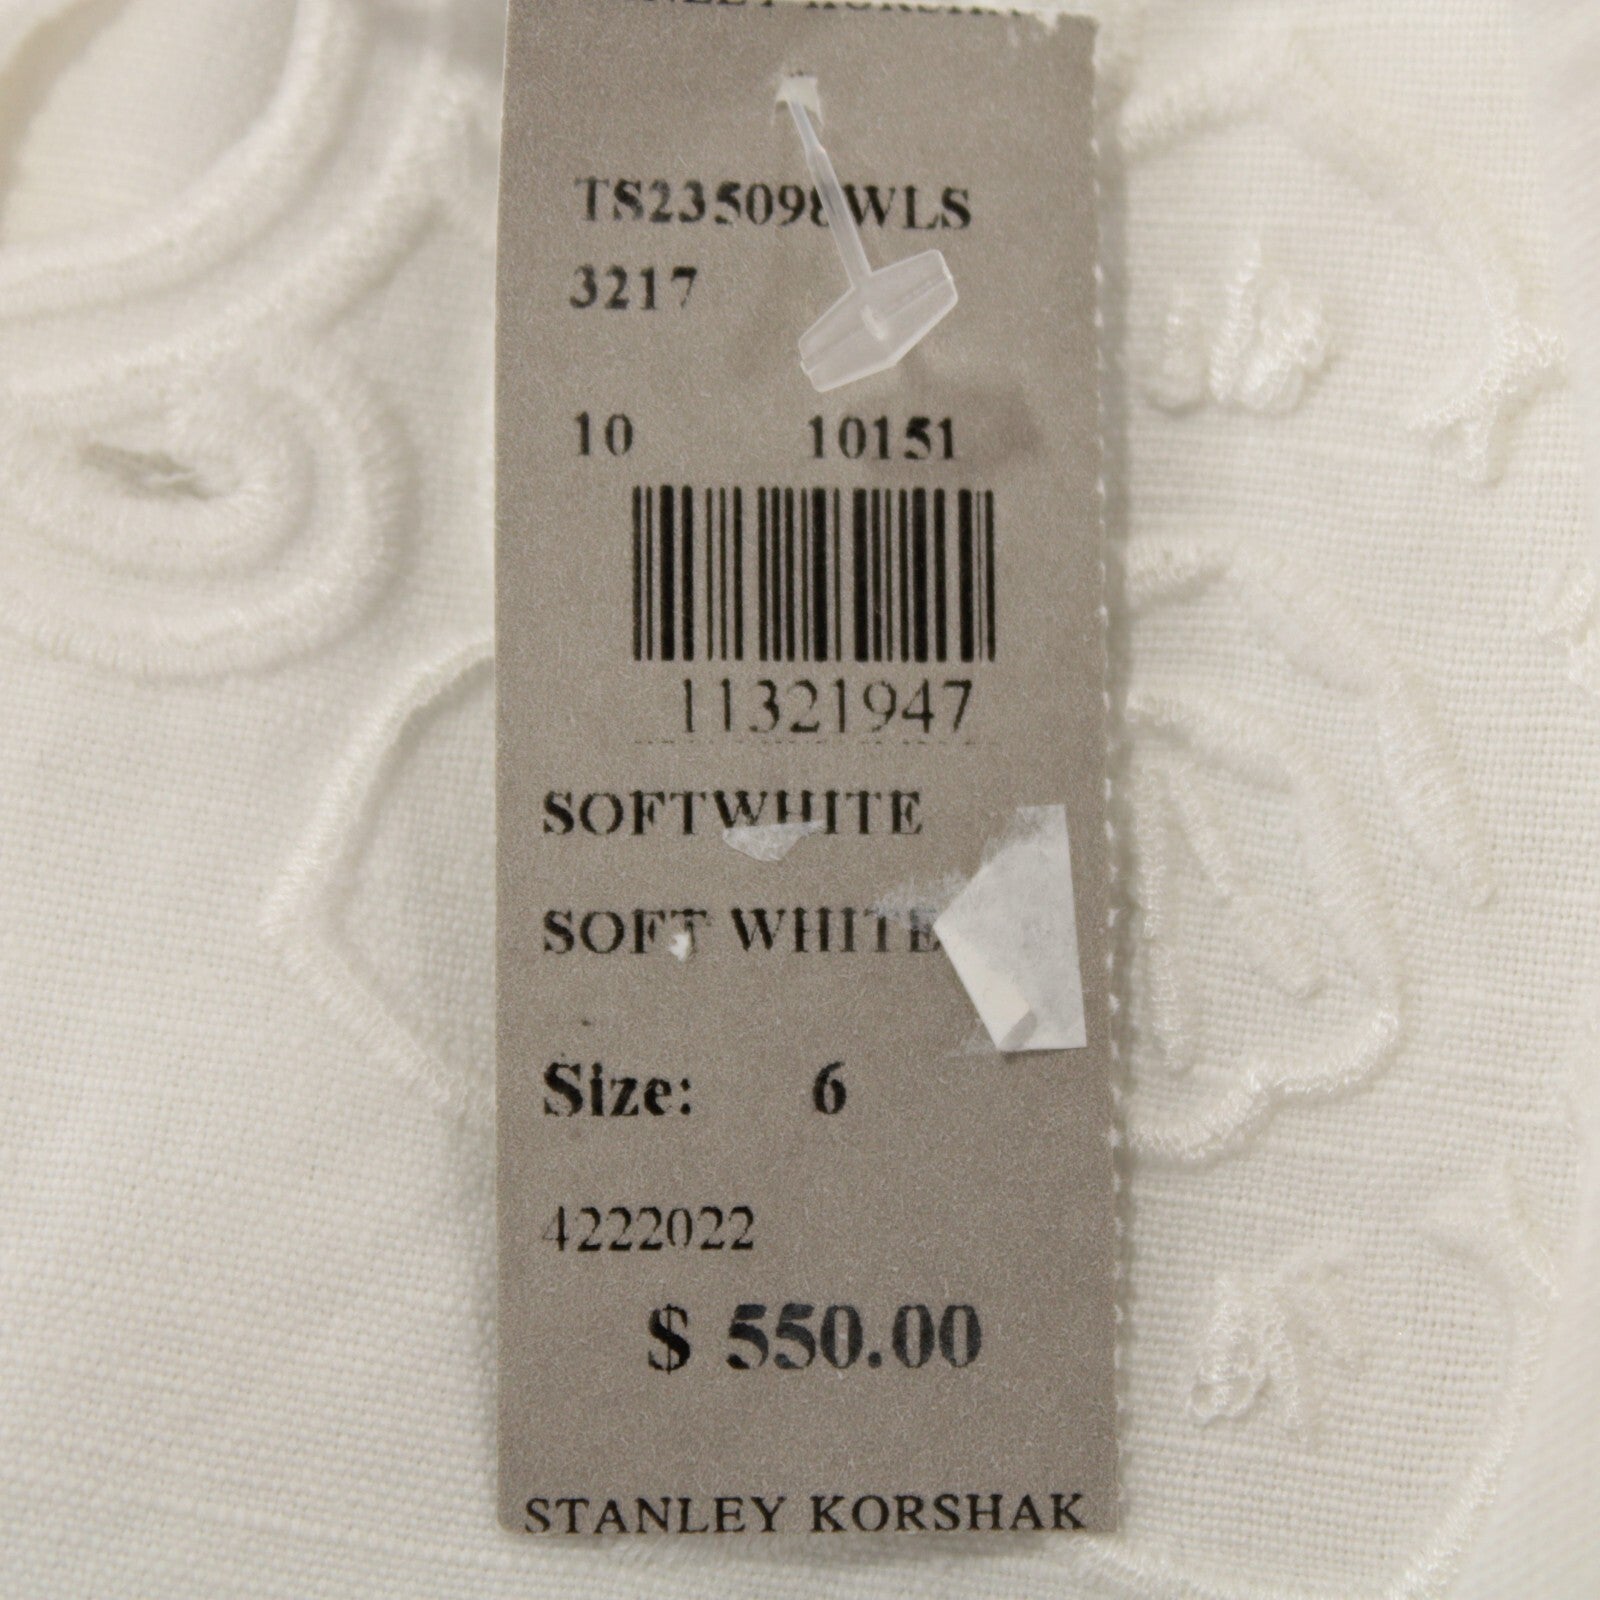 TS235098WLS
3217
10 10151
11321947
SOFTWHITE
SOFT WHITE
Size: 6
4222022
$ 550.00
STANLEY KORSHAK